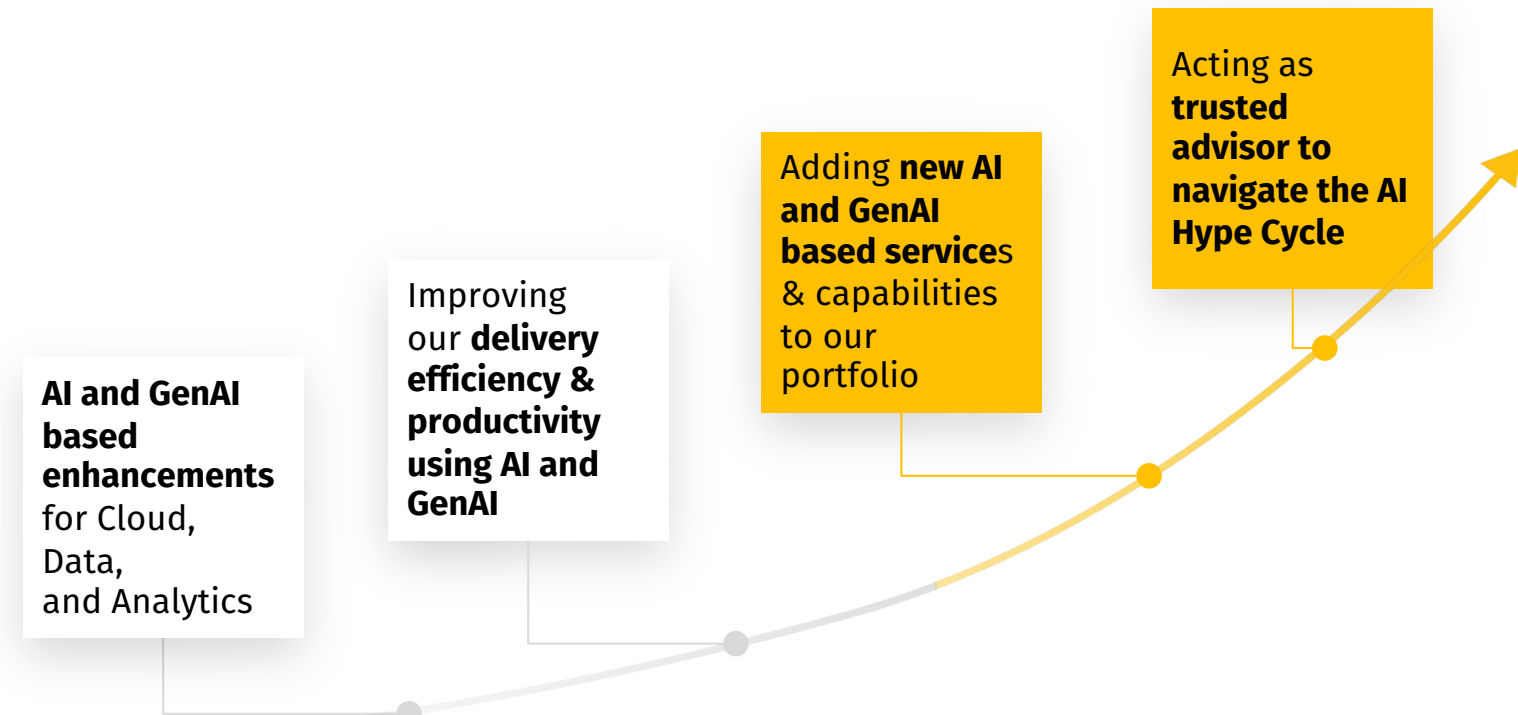 AI and GenAI
based
enhancements
for Cloud,
Data,
and Analytics
Improving
our delivery
efficiency &
productivity
using AI and
GenAI
Adding new AI
and GenAI
based services
& capabilities
to our
portfolio
Acting as
trusted
advisor to
navigate the AI
Hype Cycle